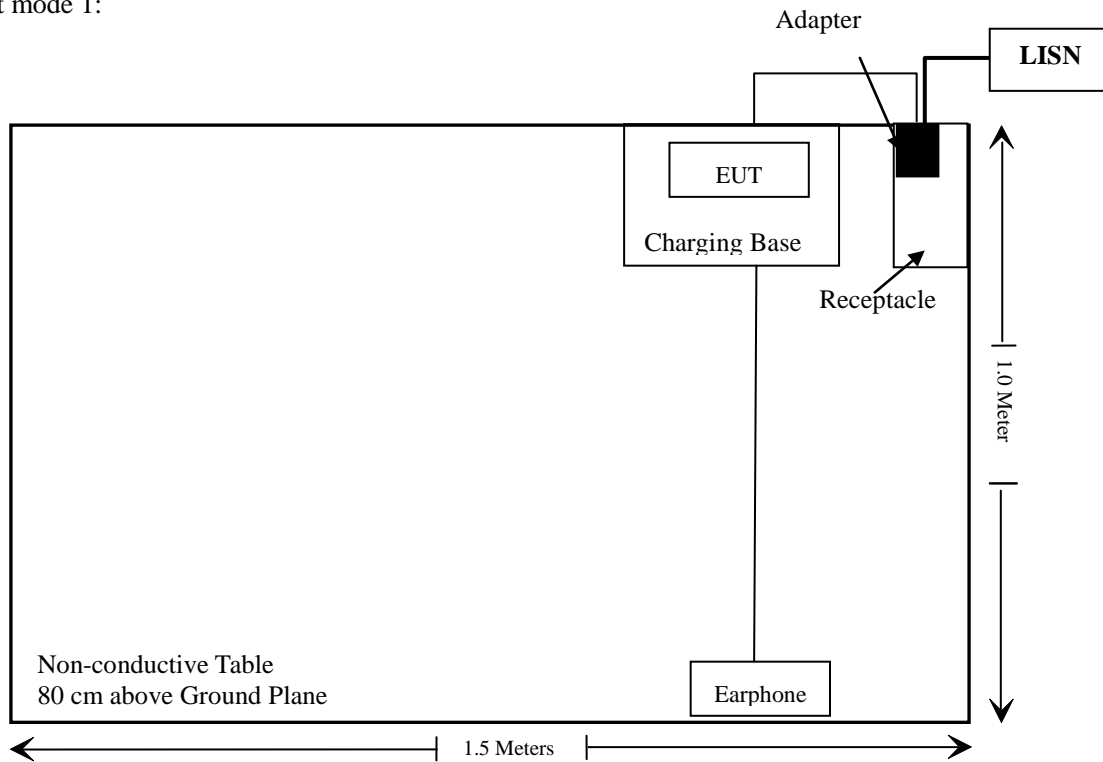 t mode 1:
Adapter
LISN
EUT
Charging Base
Receptacle
1.0 Meter
Non-conductive Table
80 cm above Ground Plane
Earphone
1.5 Meters